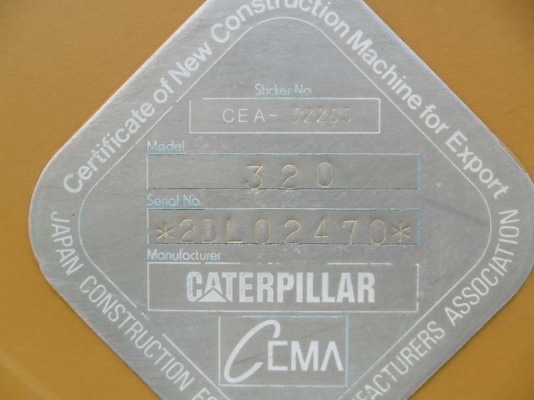 Certificate of New Construction Machine for Export
Sticker No
CEA-
Model
320
Serial No
*2DL02470*
Manufacturer
CATERPILLAR
CEMA
JAPAN CONSTRUCTION
ASSOCIATION